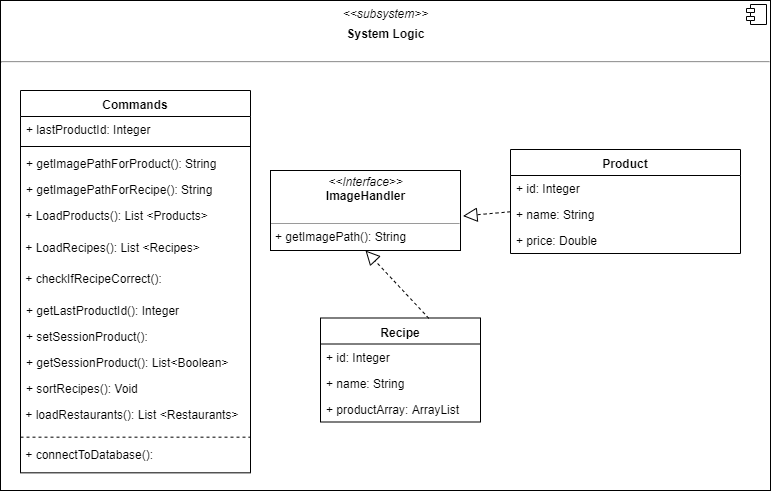 <<subsystem>>
System Logic
Commands
+ lastProductId: Integer
+ getImagePathForProduct(): String
+ getImagePathForRecipe(): String
+ LoadProducts(): List <Products>
+ LoadRecipes(): List <Recipes>
+ checkIfRecipeCorrect():
+ getLastProductId(): Integer
+ setSessionProduct():
+ getSessionProduct(): List<Boolean>
+ sortRecipes(): Void
+ loadRestaurants(): List <Restaurants>
+ connectToDatabase():
<<Interface>>
ImageHandler
+ getImagePath(): String
Product
+ id: Integer
+ name: String
+ price: Double
Recipe
+ id: Integer
+ name: String
+ productArray: ArrayList